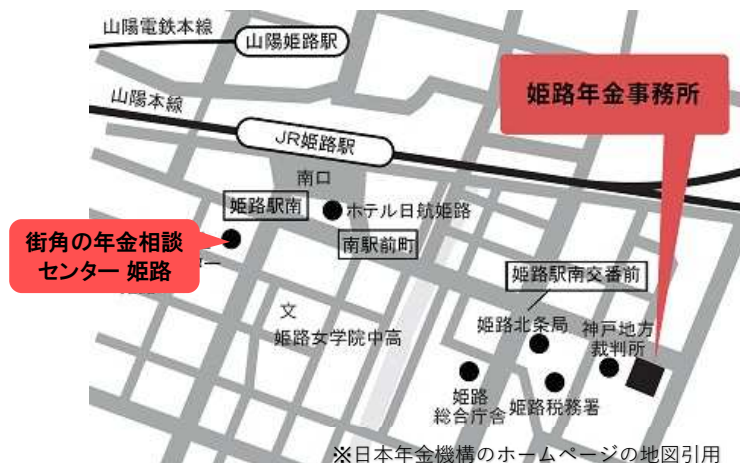 山陽電鉄本線
山陽姫路駅
山陽本線
姫路年金事務所
JR姫路駅
南口
姫路駅南
ホテル日航姫路
街角の年金相談
センター 姫路
南駅前町
ー
姫路駅南交番前
文
姫路女学院中高
姫路北条局
神戸地方
裁判所
姫路
総合庁舎
姫路税務署
※日本年金機構のホームページの地図引用